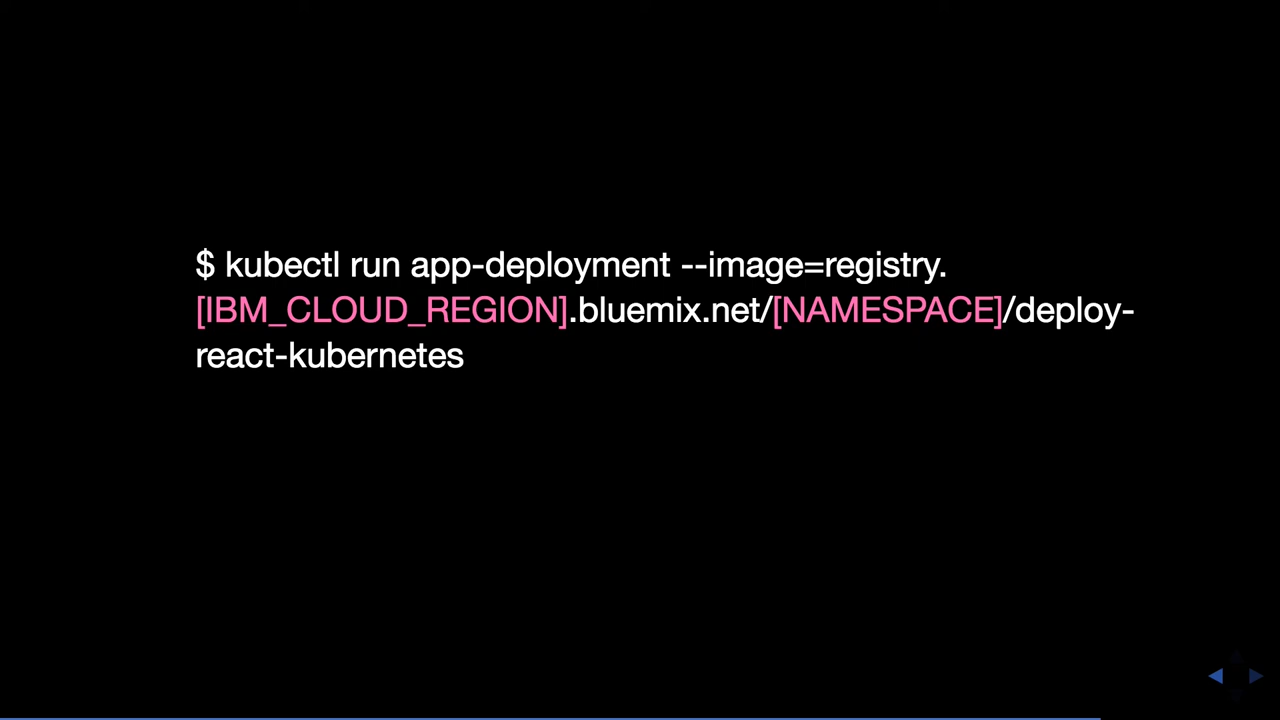 $ kubectl run app-deployment --image=registry.
[IBM_CLOUD_REGION].bluemix.net/[NAMESPACE]/deploy-
react-kubernetes